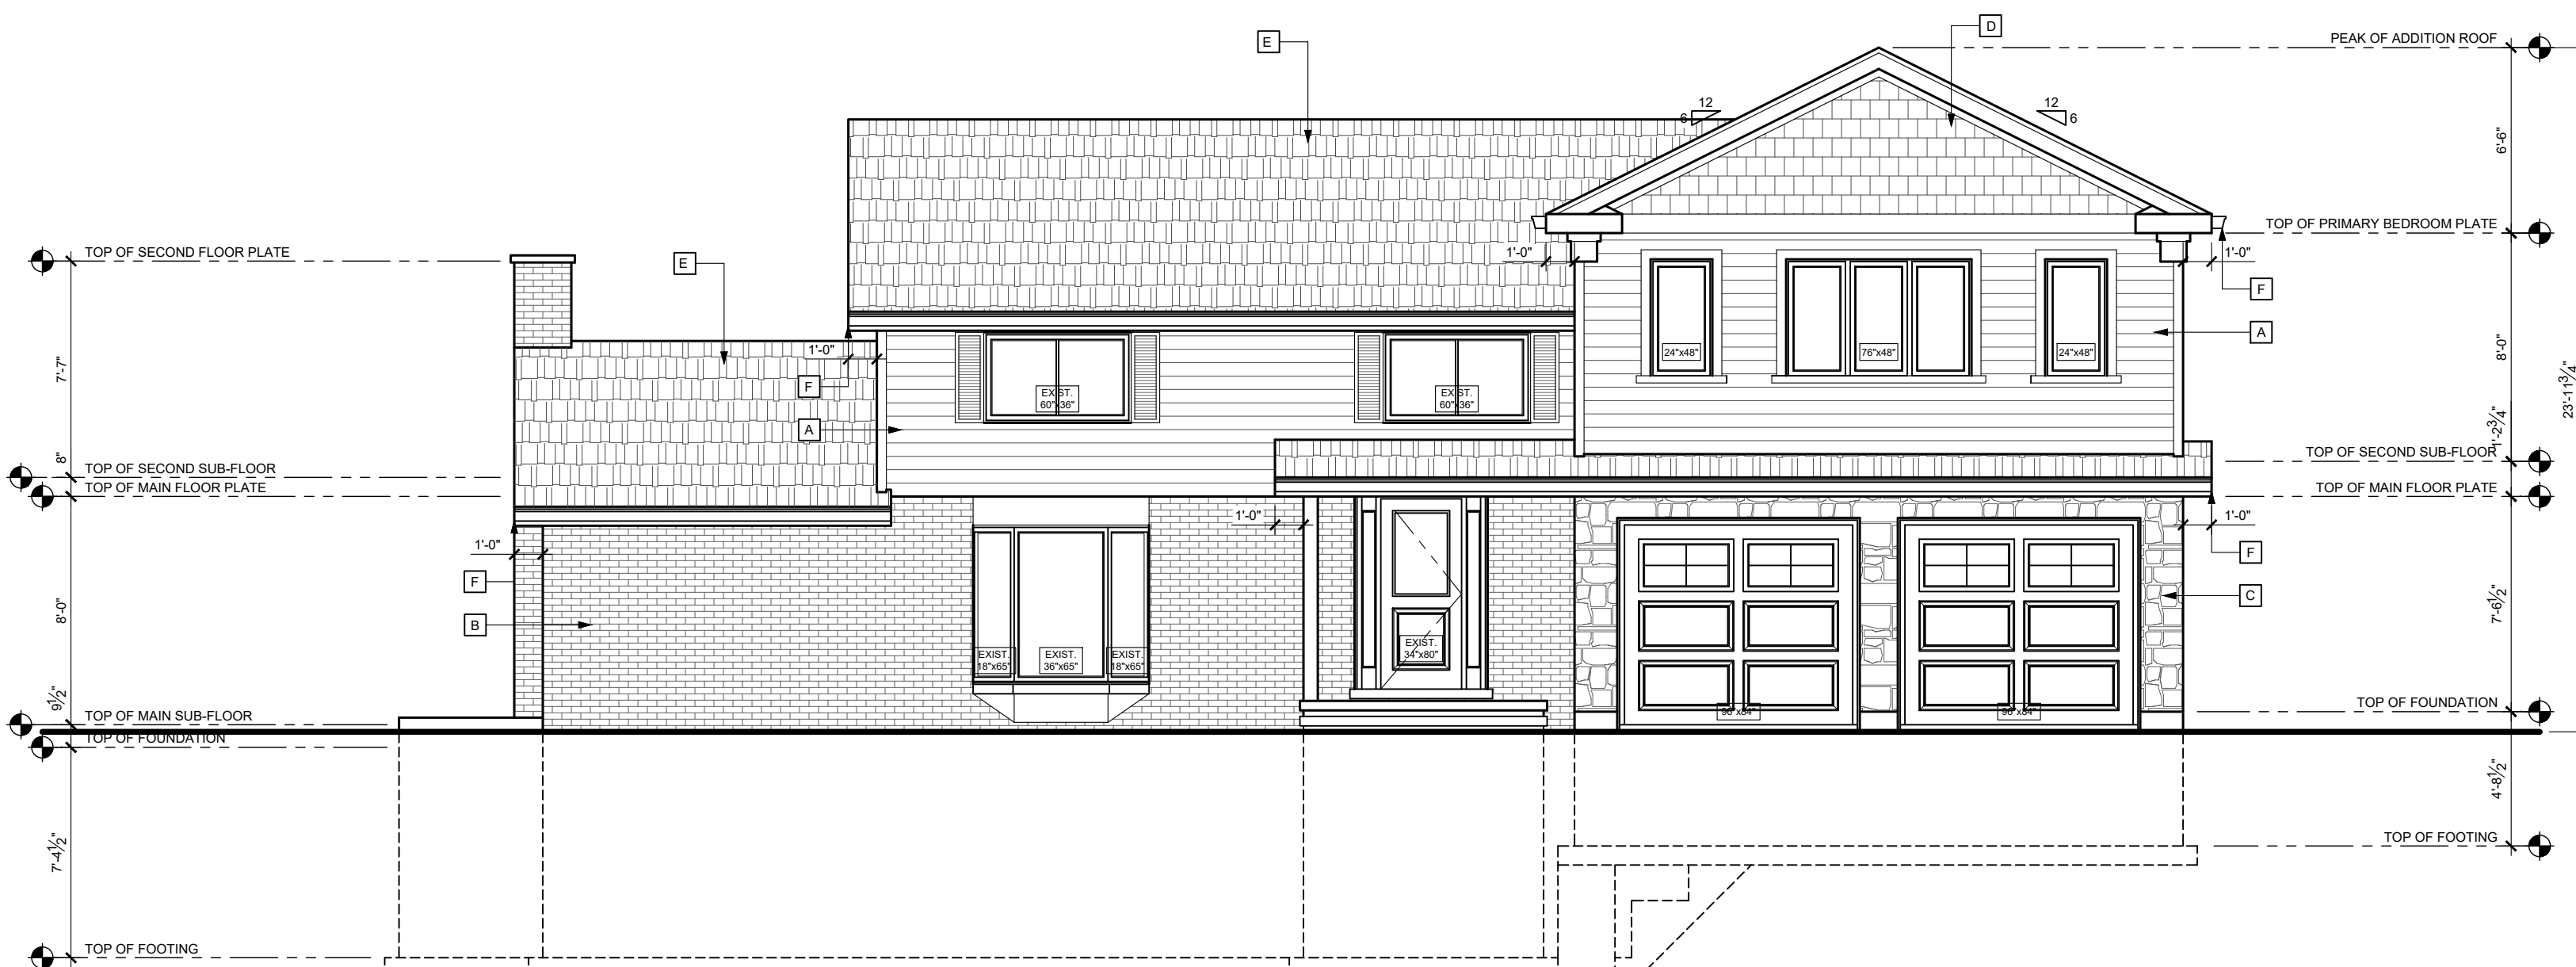 E
D
PEAK OF ADDITION ROOF
12
6
12
6
6'-6"
TOP OF PRIMARY BEDROOM PLATE
TOP OF SECOND FLOOR PLATE
E
1'-0"
1'-0"
F
A
24"x48"
76"x48"
24"x48"
8'-0"
23'-1 3/4"
7'-7"
1'-0"
F
EXIST.
60"x36"
EXIST.
60"x36"
A
1'-2 3/4"
8"
TOP OF SECOND SUB-FLOOR
TOP OF SECOND SUB-FLOOR
TOP OF MAIN FLOOR PLATE
TOP OF MAIN FLOOR PLATE
1'-0"
1'-0"
1'-0"
F
F
C
B
8'-0"
7'-6 1/2"
EXIST.
18"x65"
EXIST.
36"x65"
EXIST.
18"x65"
EXIST.
34"x80"
9 1/2"
TOP OF FOUNDATION
96"x84"
96"x84"
TOP OF MAIN SUB-FLOOR
TOP OF FOUNDATION
4'-8 1/2"
7'-4 1/2"
TOP OF FOOTING
TOP OF FOOTING